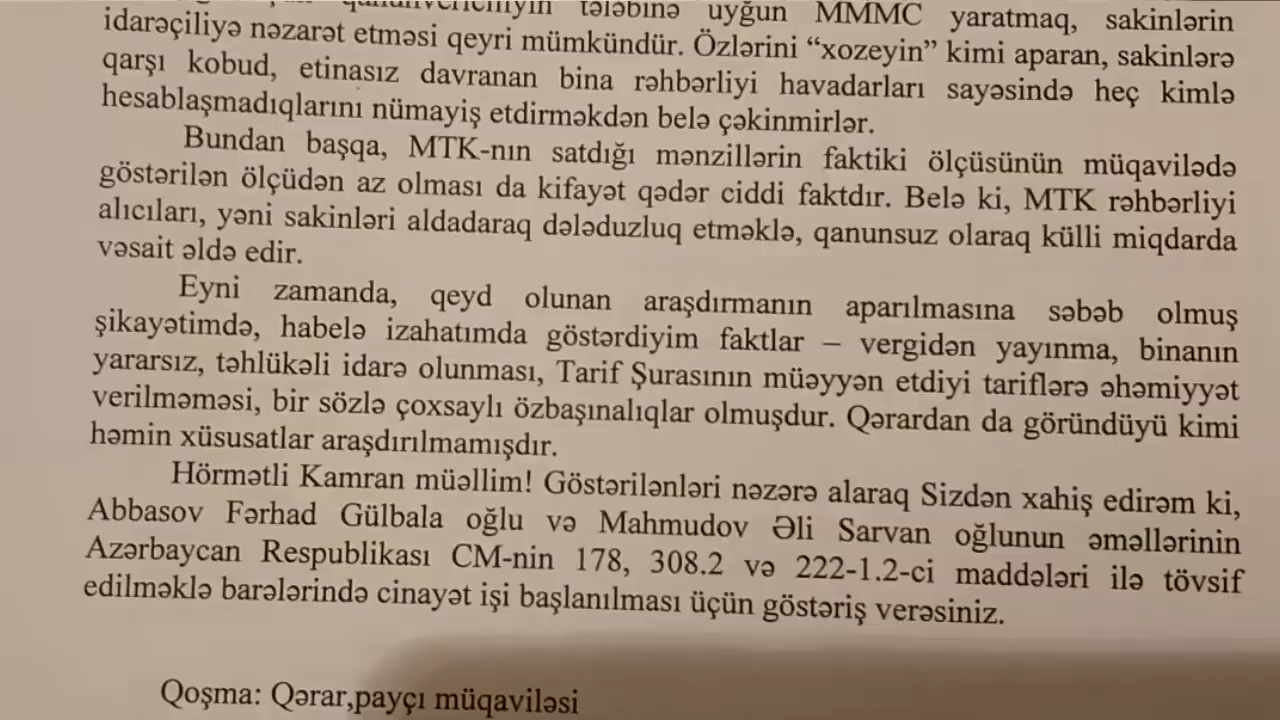 qanunvericiliyin tələbinə uyğun MMMC yaratmaq, sakinlərin
idarəçiliyə nəzarət etməsi qeyri mümkündür. Özlərini “xozeyin” kimi aparan, sakinlərə
qarşı kobud, etinasız davranan bina rəhbərliyi havadarları sayəsində heç kimlə
hesablaşmadıqlarını nümayiş etdirməkdən belə çəkinmirlər.
Bundan başqa, MTK-nın satdığı mənzillərin faktiki ölçüsünün müqavilədə
göstərilən ölçüdən az olması da kifayət qədər ciddi faktdır. Belə ki, MTK rəhbərliyi
alıcıları, yəni sakinləri aldadaraq dələduzluq etməklə, qanunsuz olaraq külli miqdarda
vəsait əldə edir.
Eyni zamanda, qeyd olunan araşdırmanın aparılmasına səbəb olmuş
şikayətimdə, habelə izahatımda göstərdiyim faktlar – vergidən yayınma, binanın
yararsız, təhlükəli idarə olunması, Tarif Şurasının müəyyən etdiyi tariflərə əhəmiyyət
verilməməsi, bir sözlə çoxsaylı özbaşınalıqlar olmuşdur. Qərardan da göründüyü kimi
həmin xüsusatlar araşdırılmamışdır.
Hörmətli Kamran müəllim! Göstərilənləri nəzərə alaraq Sizdən xahiş edirəm ki,
Abbasov Fərhad Gülbala oğlu və Mahmudov Əli Sarvan oğlunun əməllərinin
Azərbaycan Respublikası CM-nin 178, 308.2 və 222-1.2-ci maddələri ilə tövsif
edilməklə barələrində cinayət işi başlanılması üçün göstəriş verəsiniz.
Qoşma: Qərar,payçı müqaviləsi